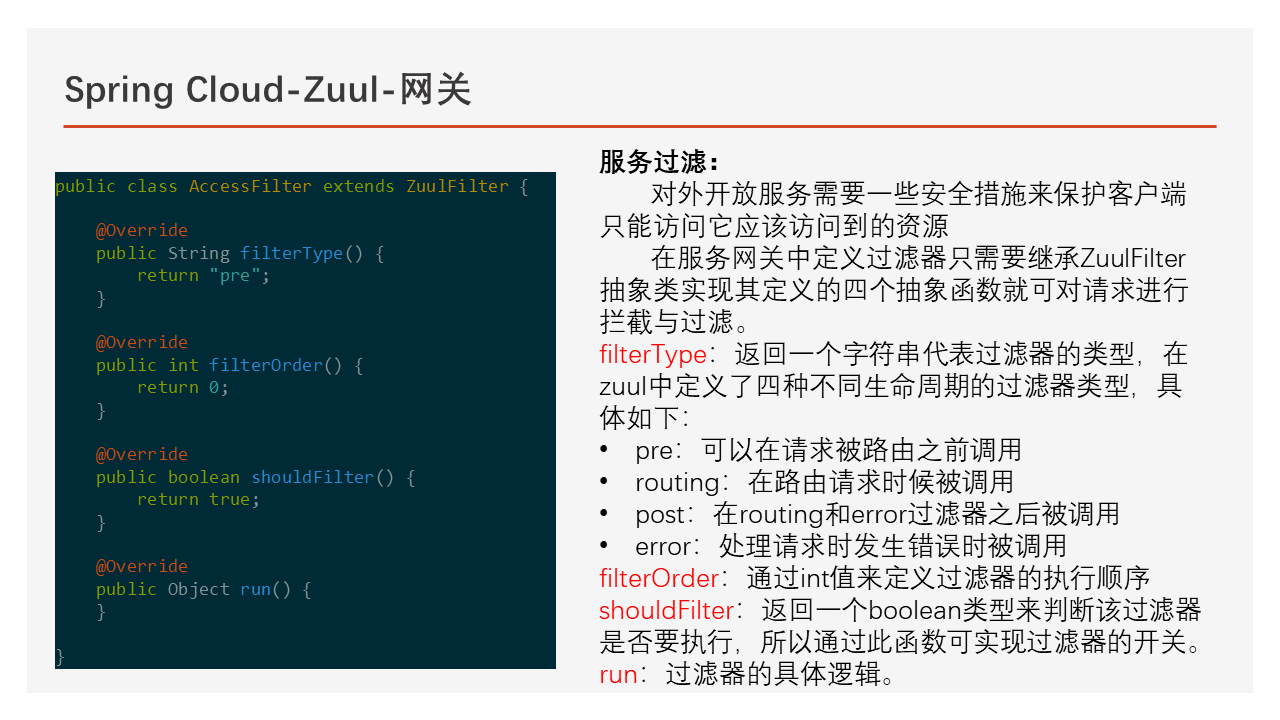 Spring Cloud-Zuul-网关
public class AccessFilter extends ZuulFilter {
@Override
public String filterType() {
return "pre";
}
@Override
public int filterOrder() {
return 0;
}
@Override
public boolean shouldFilter() {
return true;
}
@Override
public Object run() {
}
}
服务过滤：
对外开放服务需要一些安全措施来保护客户端
只能访问它应该访问到的资源
在服务网关中定义过滤器只需要继承ZuulFilter
抽象类实现其定义的四个抽象函数就可对请求进行
拦截与过滤。
filterType：返回一个字符串代表过滤器的类型，在
zuul中定义了四种不同生命周期的过滤器类型，具
体如下：
• pre：可以在请求被路由之前调用
• routing：在路由请求时候被调用
• post：在routing和error过滤器之后被调用
• error：处理请求时发生错误时被调用
filterOrder：通过int值来定义过滤器的执行顺序
shouldFilter：返回一个boolean类型来判断该过滤器
是否要执行，所以通过此函数可实现过滤器的开关。
run：过滤器的具体逻辑。